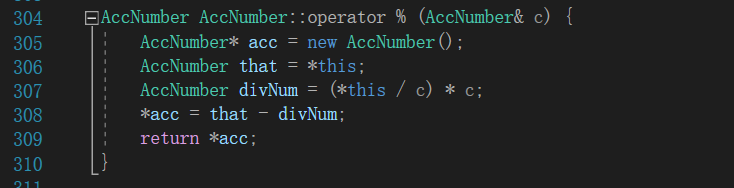 304 AccNumber AccNumber::operator % (AccNumber& c) {
305 AccNumber* acc = new AccNumber();
306 AccNumber that = *this;
307 AccNumber divNum = (*this / c) * c;
308 *acc = that - divNum;
309 return *acc;
310 }